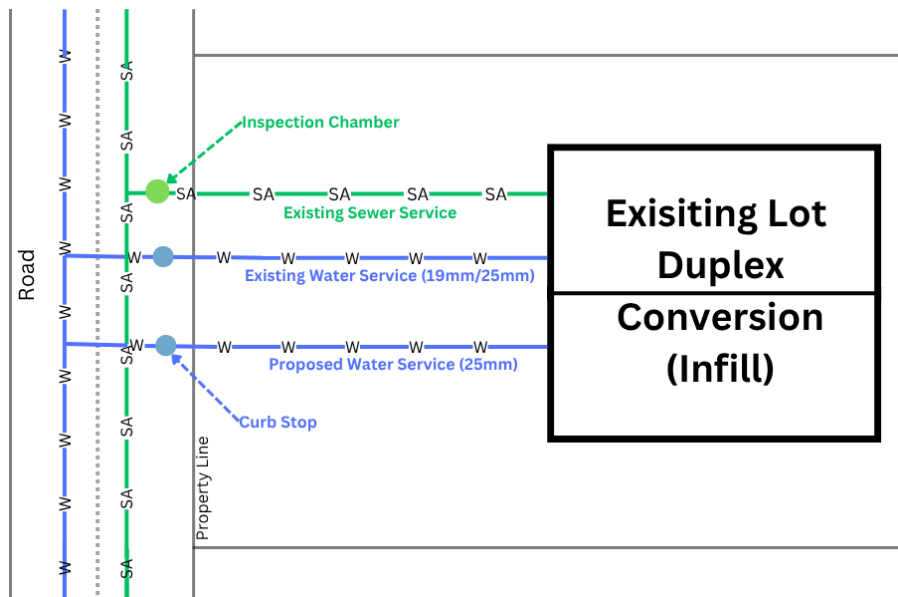 Inspection Chamber
Existing Sewer Service
Existing Water Service (19mm/25mm)
Proposed Water Service (25mm)
Curb Stop
Road
Property Line
Exisiting Lot
Duplex
Conversion
(Infill)
W
W
W
W
W
W
W
W
W
SA
SA
SA
SA
SA
SA
SA
SA
SA
SA
SA
SA
SA
W
W
W
W
W
W
W
W
W
W
W
W